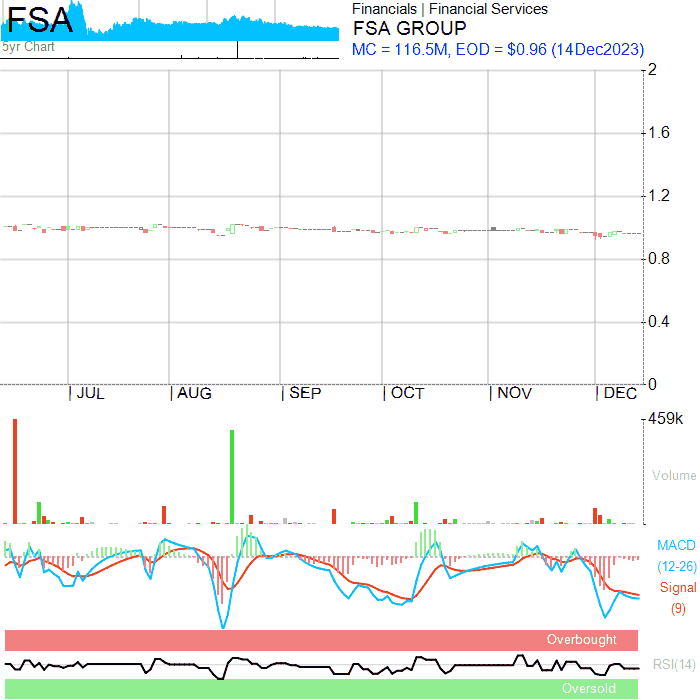 FSA
5yr Chart
Financials | Financial Services
FSA GROUP
MC = 116.5M, EOD = $0.96 (14Dec2023)
2
1.6
1.2
0.8
0.4
0
JUL AUG SEP OCT NOV DEC
459k
Volume
MACD
(12-26)
Signal
(9)
Overbought
RSI(14)
Oversold